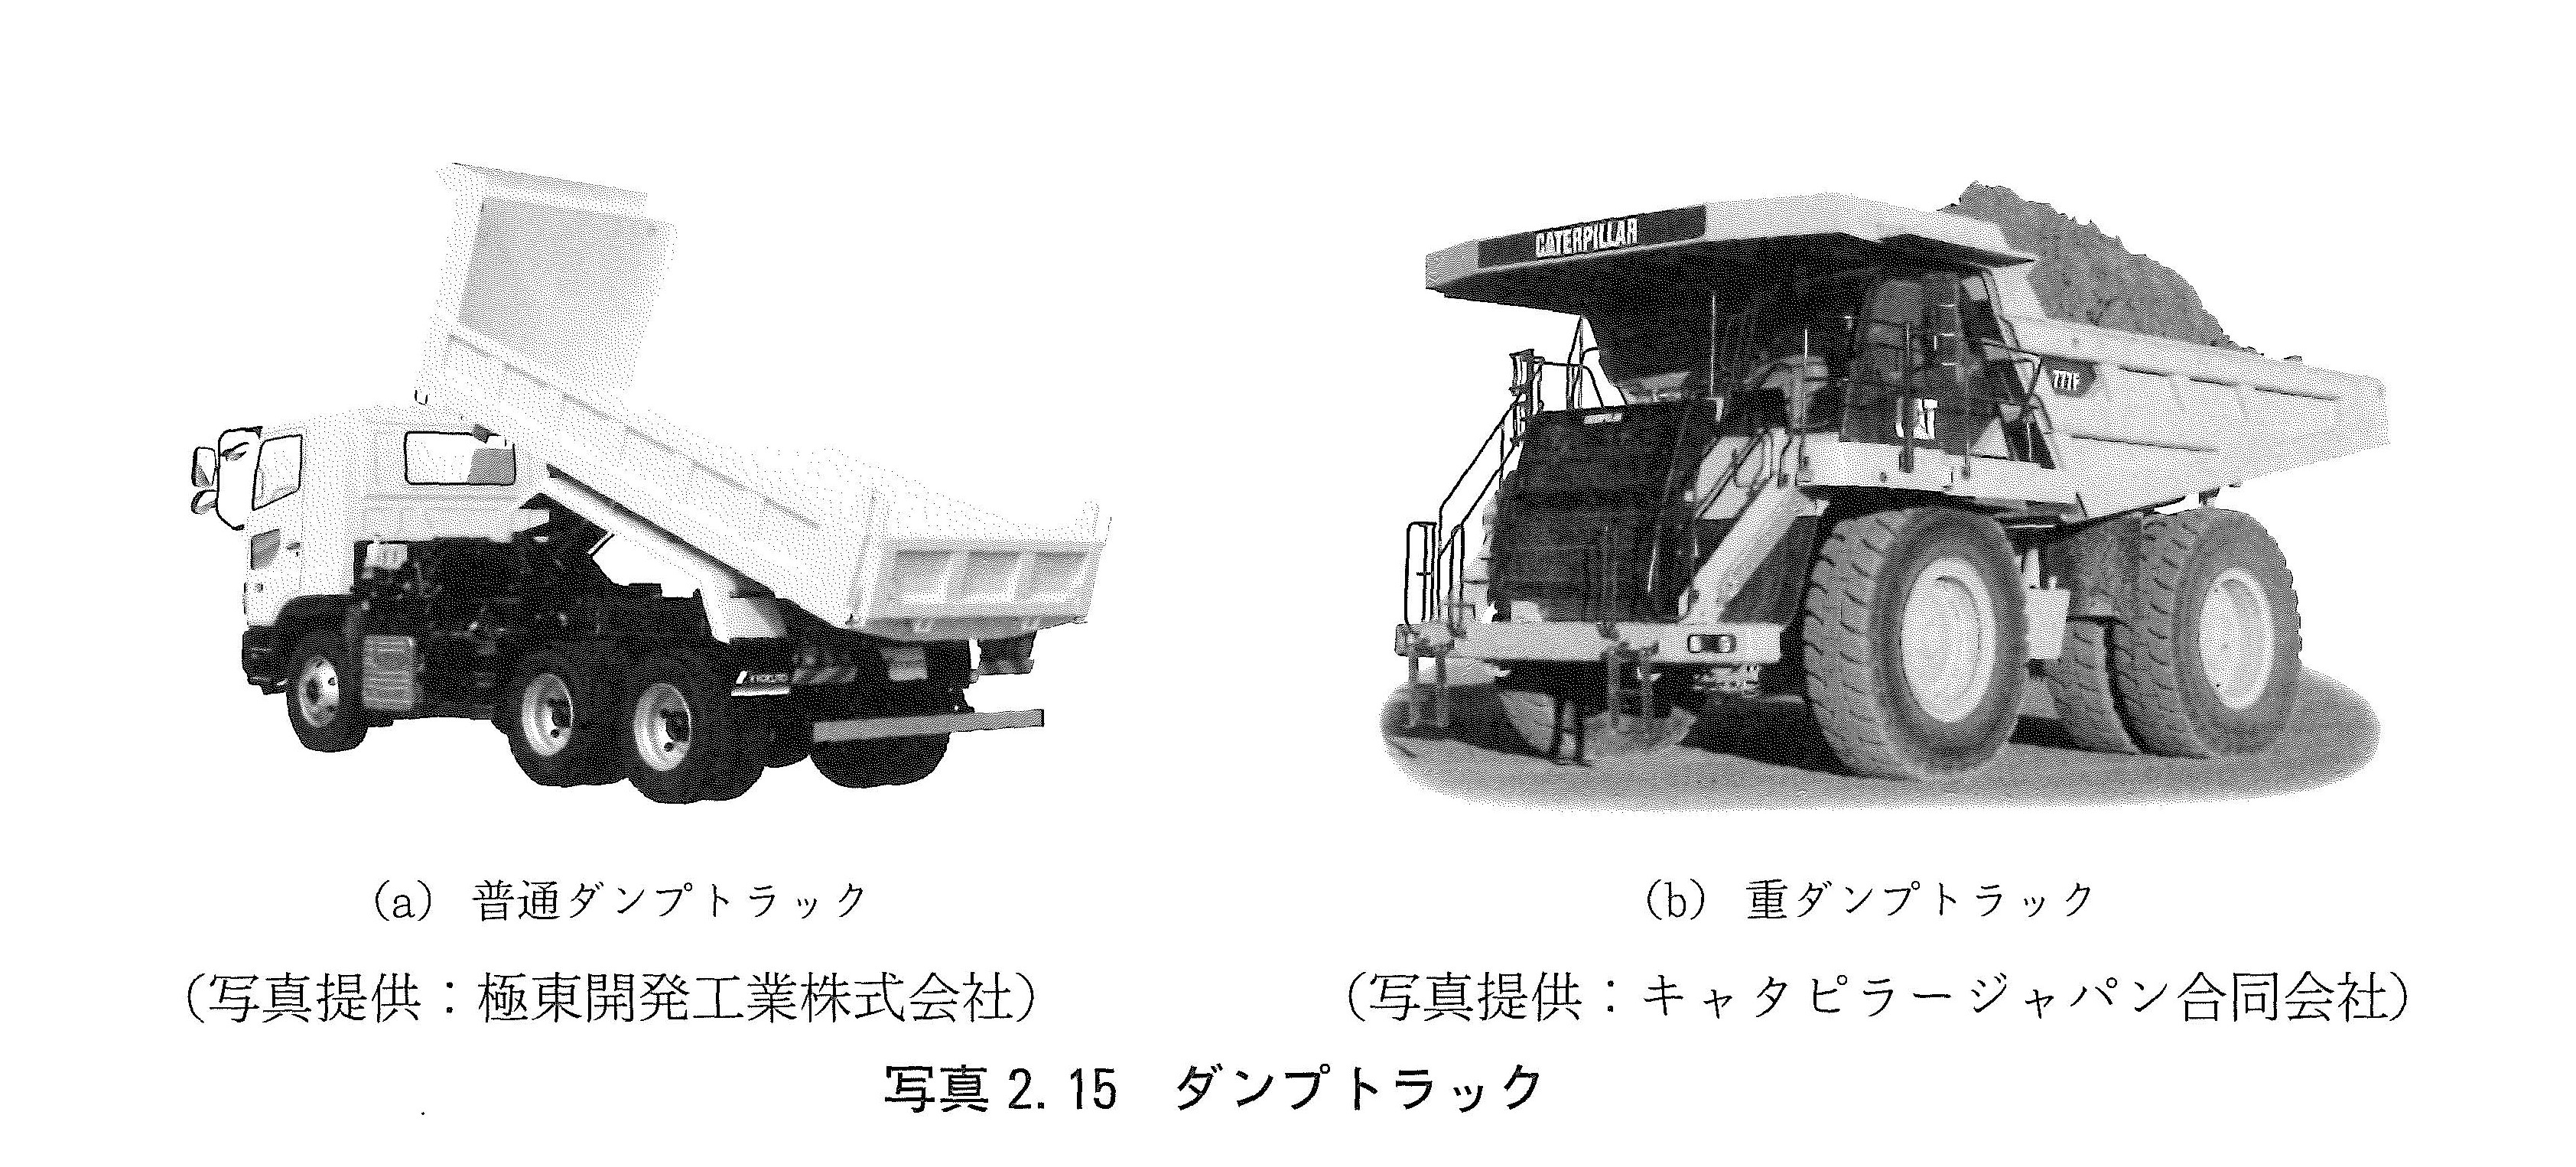 CATERPILLAR
777F
CAT
(a) 普通ダンプトラック
(b) 重ダンプトラック
(写真提供：極東開発工業株式会社)
(写真提供：キャタピラージャパン合同会社)
写真2.15 ダンプトラック